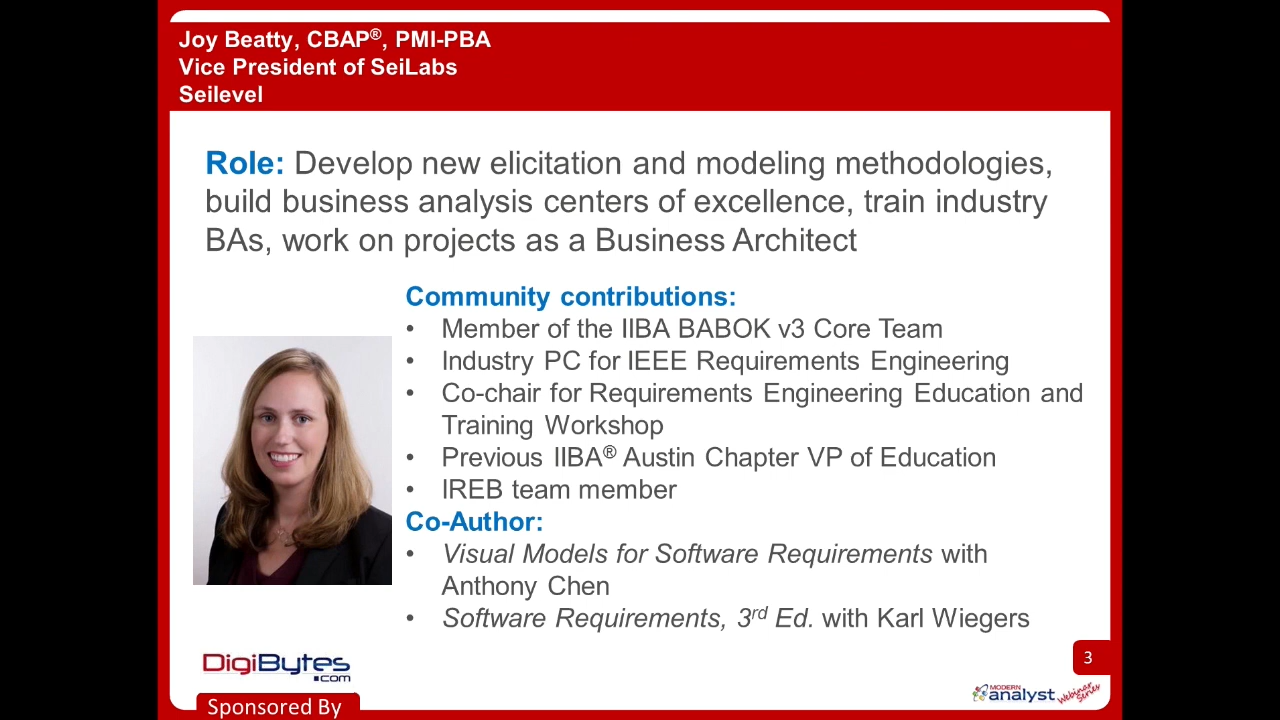 Joy Beatty, CBAP®, PMI-PBA
Vice President of SeiLabs
Seilevel
Role: Develop new elicitation and modeling methodologies,
build business analysis centers of excellence, train industry
BAs, work on projects as a Business Architect
Community contributions:
• Member of the IIBA BABOK v3 Core Team
• Industry PC for IEEE Requirements Engineering
• Co-chair for Requirements Engineering Education and
Training Workshop
• Previous IIBA® Austin Chapter VP of Education
• IREB team member
Co-Author:
• Visual Models for Software Requirements with
Anthony Chen
• Software Requirements, 3rd Ed. with Karl Wiegers
DigiBytes
.com
3
MODERN
analyst Webinar
Series
Sponsored By